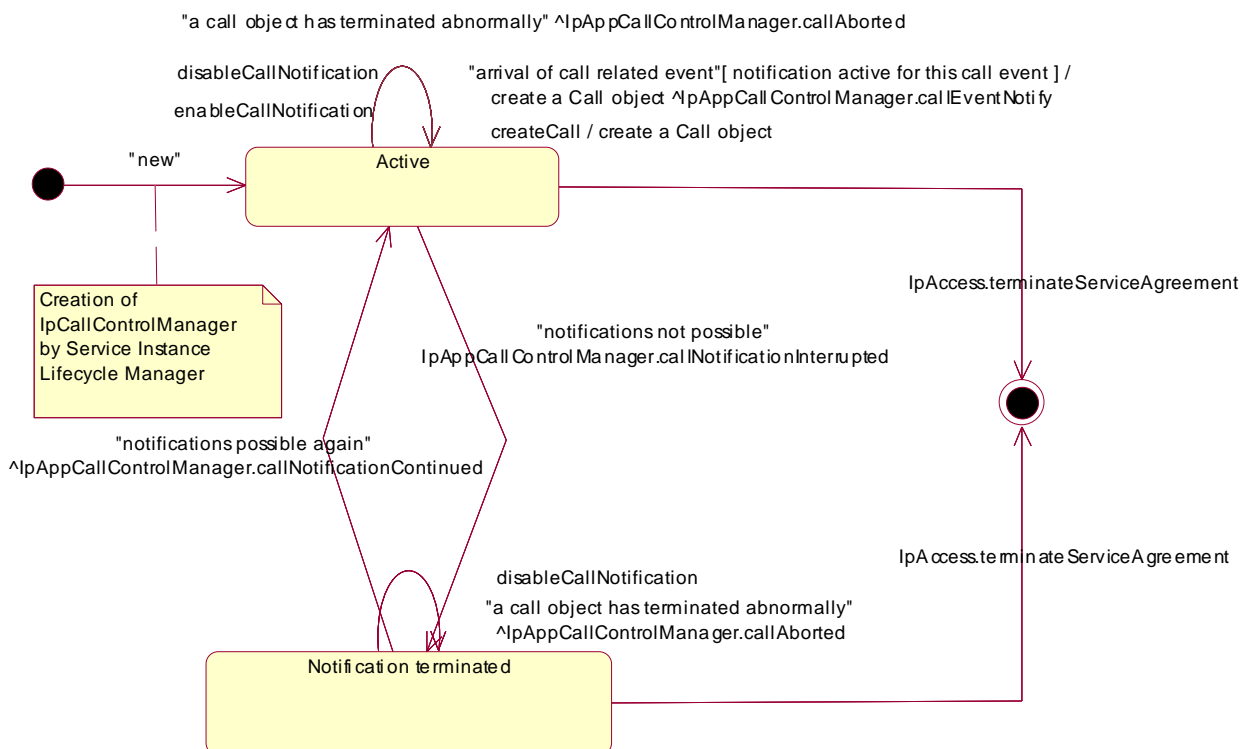 "a call object has terminated abnormally" ^IpAppCallControlManager.callAborted
disableCallNotification
enableCallNotification
"arrival of call related event"[ notification active for this call event ] /
create a Call object ^IpAppCallControlManager.callEventNotify
createCall / create a Call object
"new"
Active
Creation of
IpCallControlManager
by Service Instance
Lifecycle Manager
IpAccess.terminateServiceAgreement
"notifications not possible"
IpAppCallControlManager.callNotificationInterrupted
"notifications possible again"
^IpAppCallControlManager.callNotificationContinued
IpAccess.terminateServiceAgreement
disableCallNotification
"a call object has terminated abnormally"
^IpAppCallControlManager.callAborted
Notification terminated